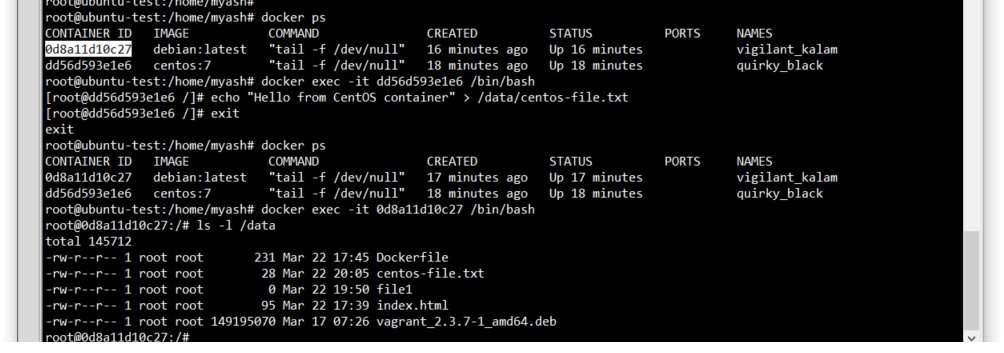 root@ubuntu-test:/home/myash#
root@ubuntu-test:/home/myash# docker ps
CONTAINER ID   IMAGE           COMMAND               CREATED          STATUS          PORTS     NAMES
0d8a11d10c27   debian:latest   "tail -f /dev/null"   16 minutes ago   Up 16 minutes             vigilant_kalam
dd56d593e1e6   centos:7        "tail -f /dev/null"   18 minutes ago   Up 18 minutes             quirky_black
root@ubuntu-test:/home/myash# docker exec -it dd56d593e1e6 /bin/bash
[root@dd56d593e1e6 /]# echo "Hello from CentOS container" > /data/centos-file.txt
[root@dd56d593e1e6 /]# exit
exit
root@ubuntu-test:/home/myash# docker ps
CONTAINER ID   IMAGE           COMMAND               CREATED          STATUS          PORTS     NAMES
0d8a11d10c27   debian:latest   "tail -f /dev/null"   17 minutes ago   Up 17 minutes             vigilant_kalam
dd56d593e1e6   centos:7        "tail -f /dev/null"   18 minutes ago   Up 18 minutes             quirky_black
root@ubuntu-test:/home/myash# docker exec -it 0d8a11d10c27 /bin/bash
root@0d8a11d10c27:/# ls -l /data
total 145712
-rw-r--r-- 1 root root       231 Mar 22 17:45 Dockerfile
-rw-r--r-- 1 root root        28 Mar 22 20:05 centos-file.txt
-rw-r--r-- 1 root root         0 Mar 22 19:50 file1
-rw-r--r-- 1 root root        95 Mar 22 17:39 index.html
-rw-r--r-- 1 root root 149195070 Mar 17 07:26 vagrant_2.3.7-1_amd64.deb
root@0d8a11d10c27:/#